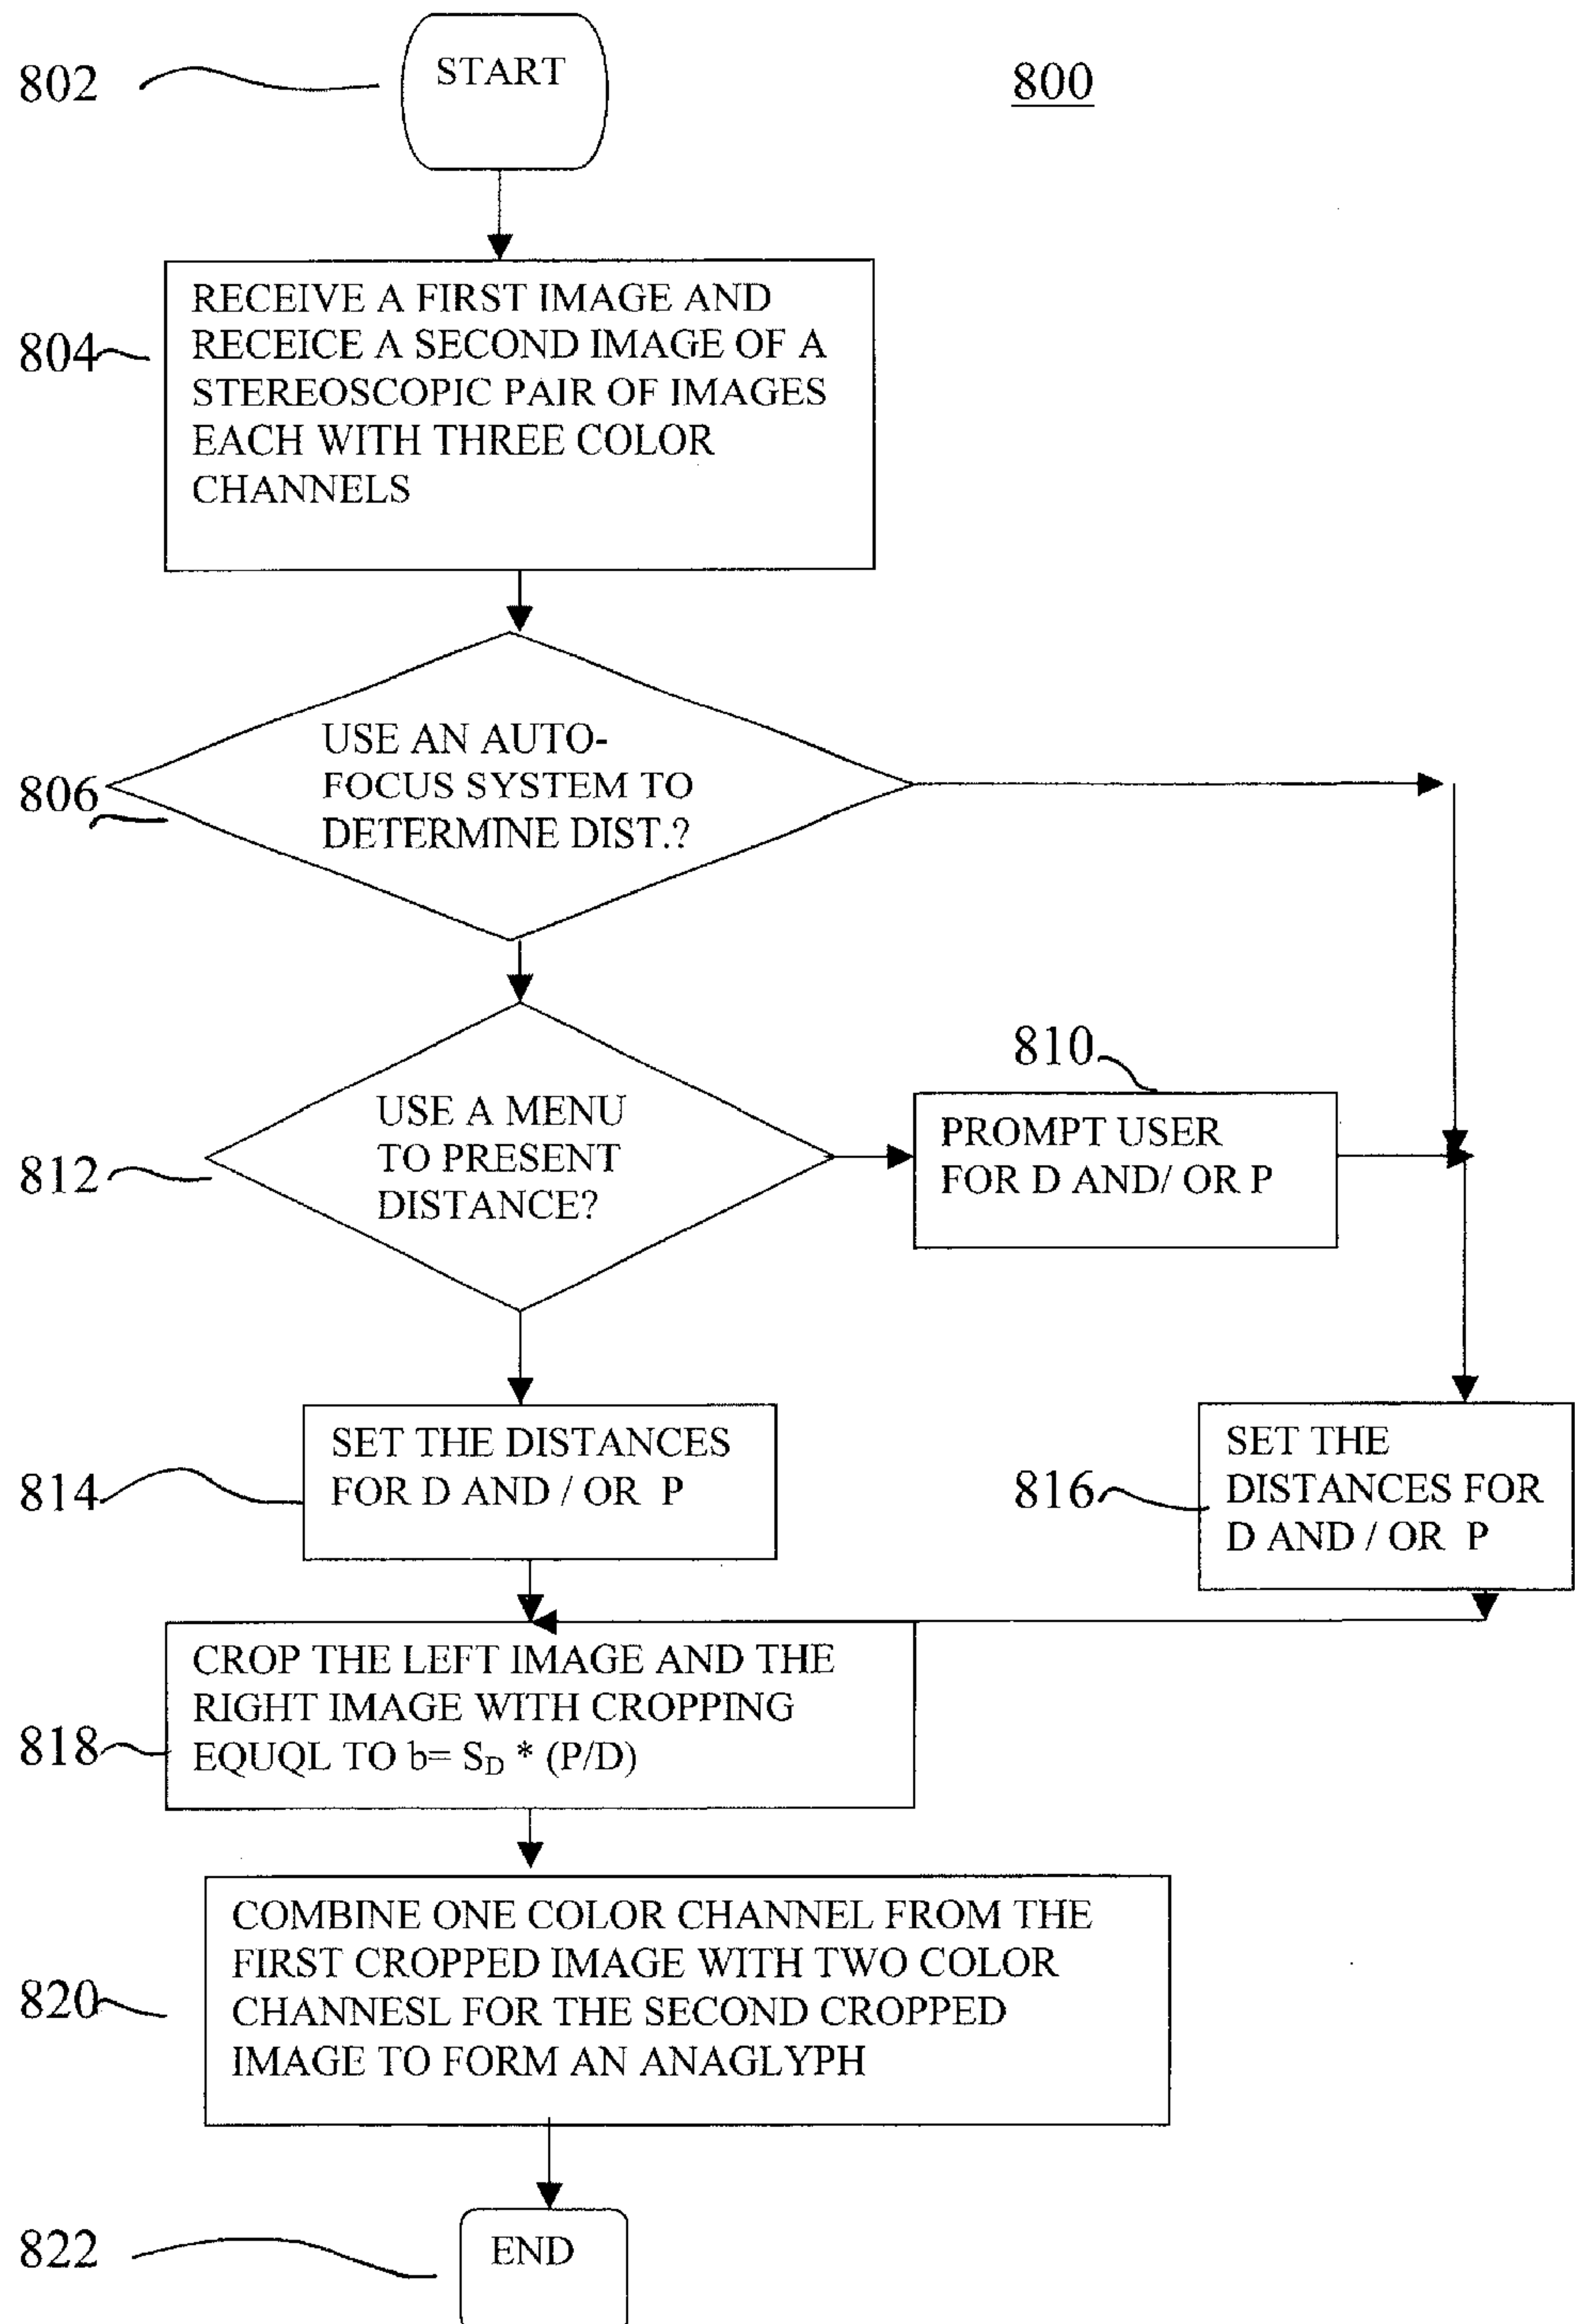 802
START
800
804
RECEIVE A FIRST IMAGE AND
RECEICE A SECOND IMAGE OF A
STEREOSCOPIC PAIR OF IMAGES
EACH WITH THREE COLOR
CHANNELS
806
USE AN AUTO-
FOCUS SYSTEM TO
DETERMINE DIST.?
812
USE A MENU
TO PRESENT
DISTANCE?
810
PROMPT USER
FOR D AND/ OR P
814
SET THE DISTANCES
FOR D AND / OR P
816
SET THE
DISTANCES FOR
D AND / OR P
818
CROP THE LEFT IMAGE AND THE
RIGHT IMAGE WITH CROPPING
EQUQL TO b= S_D * (P/D)
820
COMBINE ONE COLOR CHANNEL FROM THE
FIRST CROPPED IMAGE WITH TWO COLOR
CHANNESL FOR THE SECOND CROPPED
IMAGE TO FORM AN ANAGLYPH
822
END